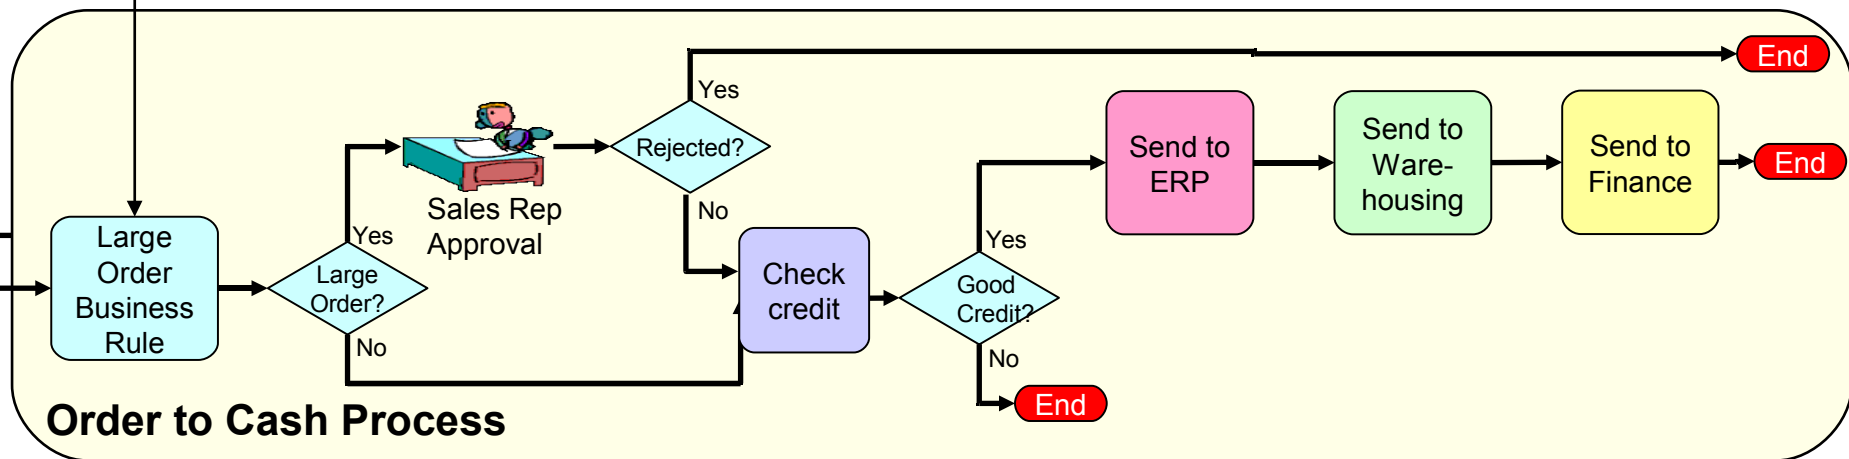 Large
Order
Business
Rule
Large
Order?
Yes
No
Sales Rep
Approval
Rejected?
Yes
No
Check
credit
Good
Credit?
Yes
No
End
Send to
ERP
Send to
Ware-
housing
Send to
Finance
End
End
Order to Cash Process